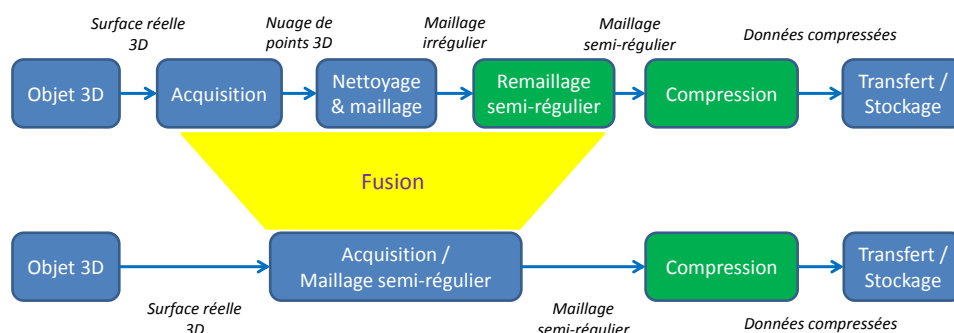 Surface réelle
3D
Nuage de
points 3D
Maillage
irrégulier
Maillage
semi-régulier
Données compressées
Objet 3D
Acquisition
Nettoyage
& maillage
Remaillage
semi-régulier
Compression
Transfert /
Stockage
Fusion
Objet 3D
Acquisition /
Maillage semi-régulier
Compression
Transfert /
Stockage
Surface réelle
3D
Maillage
semi-régulier
Données compressées